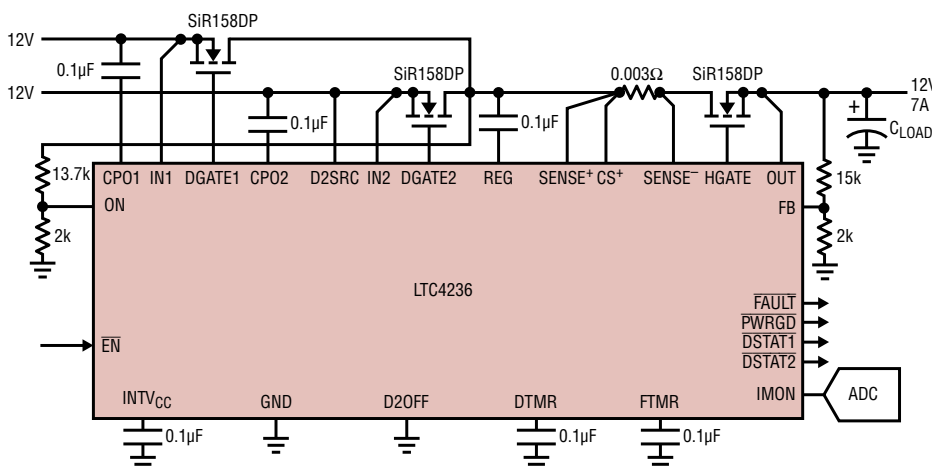 SiR158DP
12V
0.1µF
SiR158DP
0.003Ω
SiR158DP
12V
12V
7A
0.1µF
0.1µF
+
CLOAD
13.7k
CPO1 IN1 DGATE1 CPO2 D2SRC IN2 DGATE2 REG SENSE+ CS+ SENSE− HGATE OUT
15k
ON
FB
2k
2k
LTC4236
FAULT
PWRGD
EN
DSTAT1
DSTAT2
INTVCC GND D2OFF DTMR FTMR
IMON
ADC
0.1µF
0.1µF
0.1µF